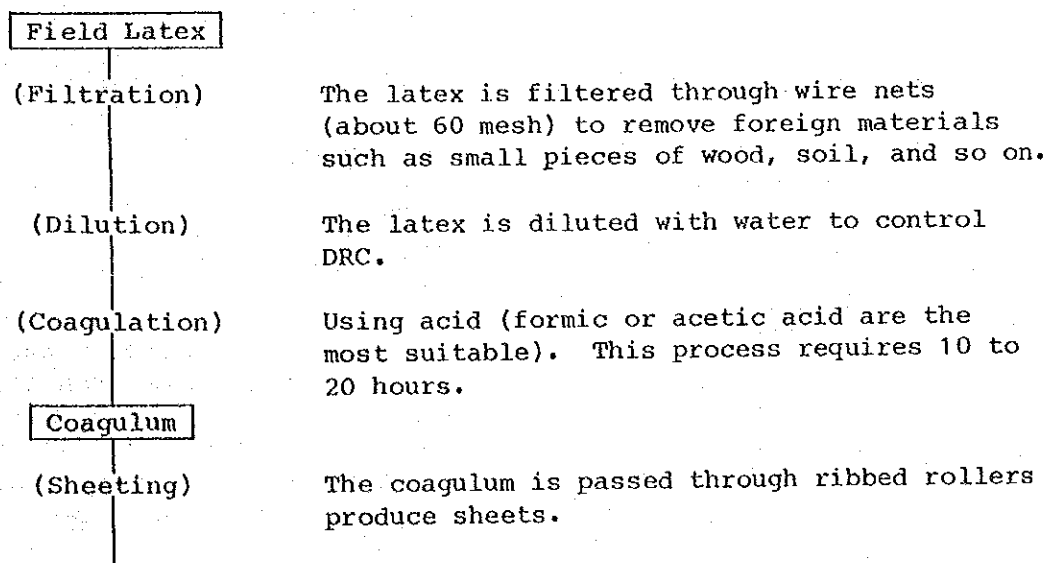 Field Latex
(Filtration) The latex is filtered through wire nets
(about 60 mesh) to remove foreign materials
such as small pieces of wood, soil, and so on.
(Dilution) The latex is diluted with water to control
DRC.
(Coagulation) Using acid (formic or acetic acid are the
most suitable). This process requires 10 to
20 hours.
Coagulum
(Sheeting) The coagulum is passed through ribbed rollers
produce sheets.